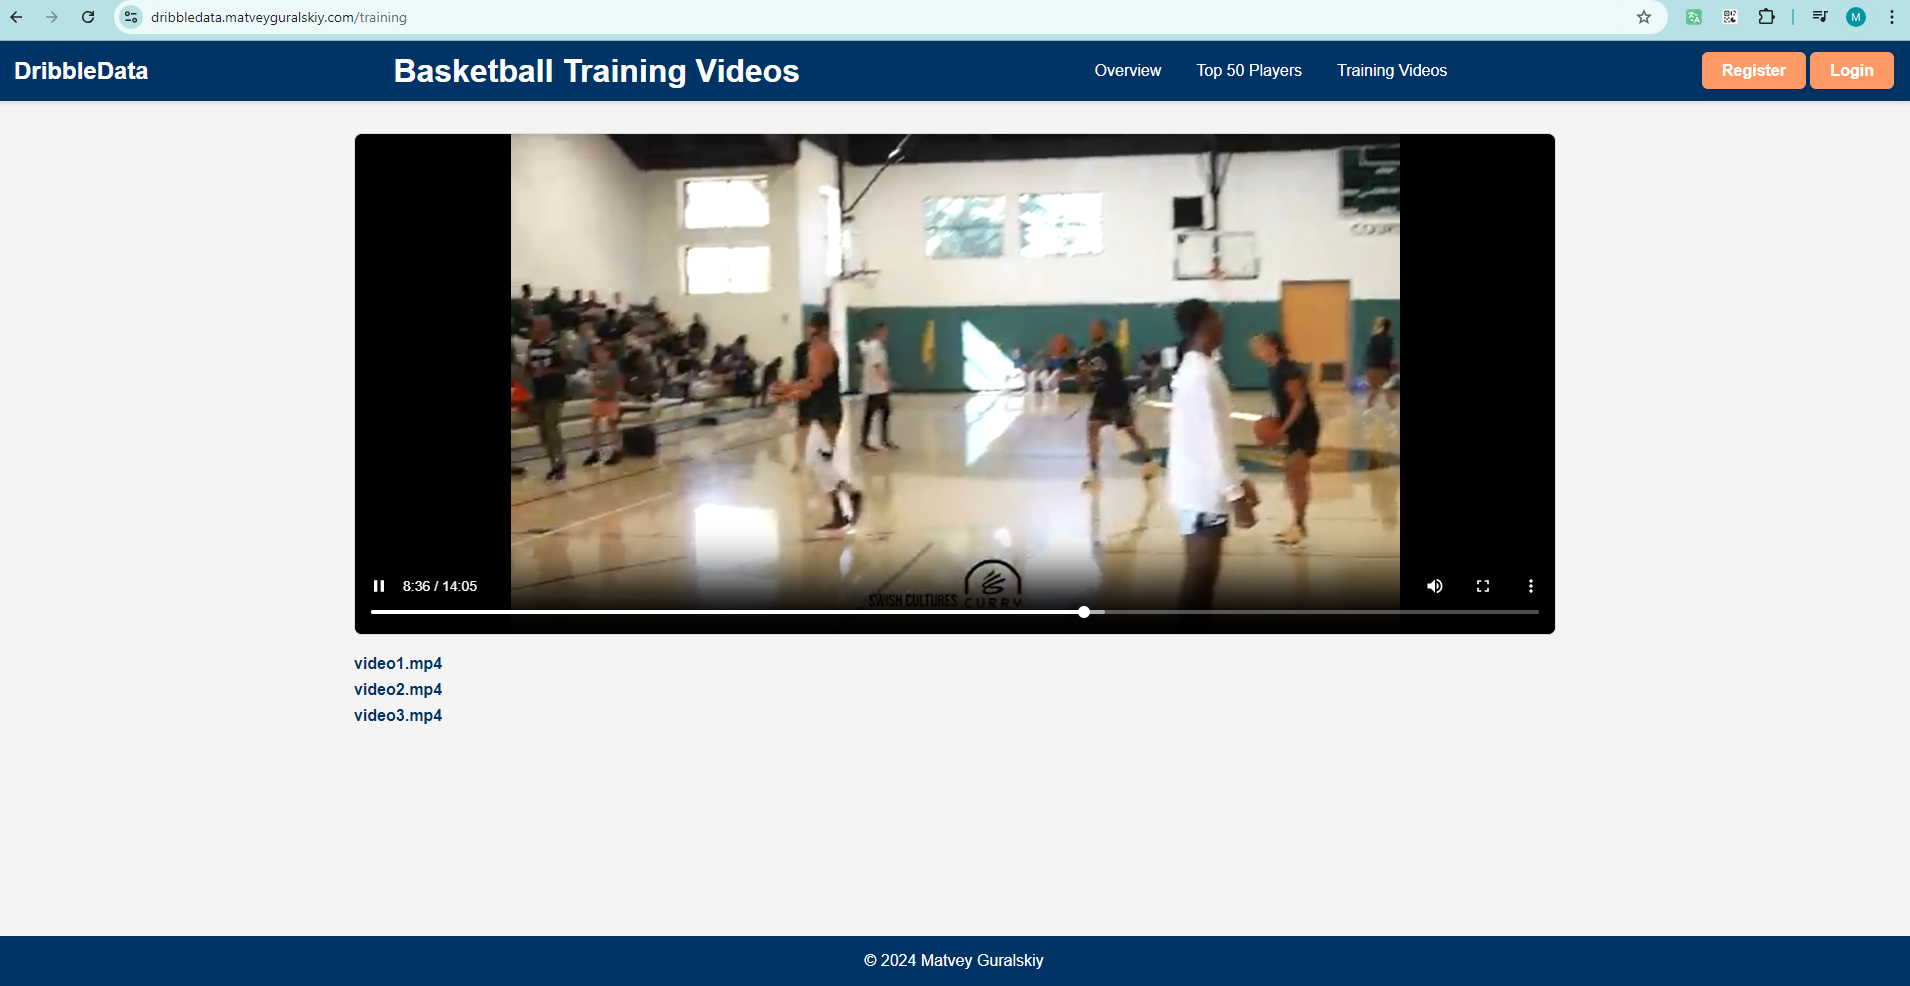 dribbledata.matveyguralskiy.com/training
M
DribbleData
Basketball Training Videos
Overview
Top 50 Players
Training Videos
Register
Login
8:36 / 14:05
SWISH CULTURES
CURRY
video1.mp4
video2.mp4
video3.mp4
© 2024 Matvey Guralskiy